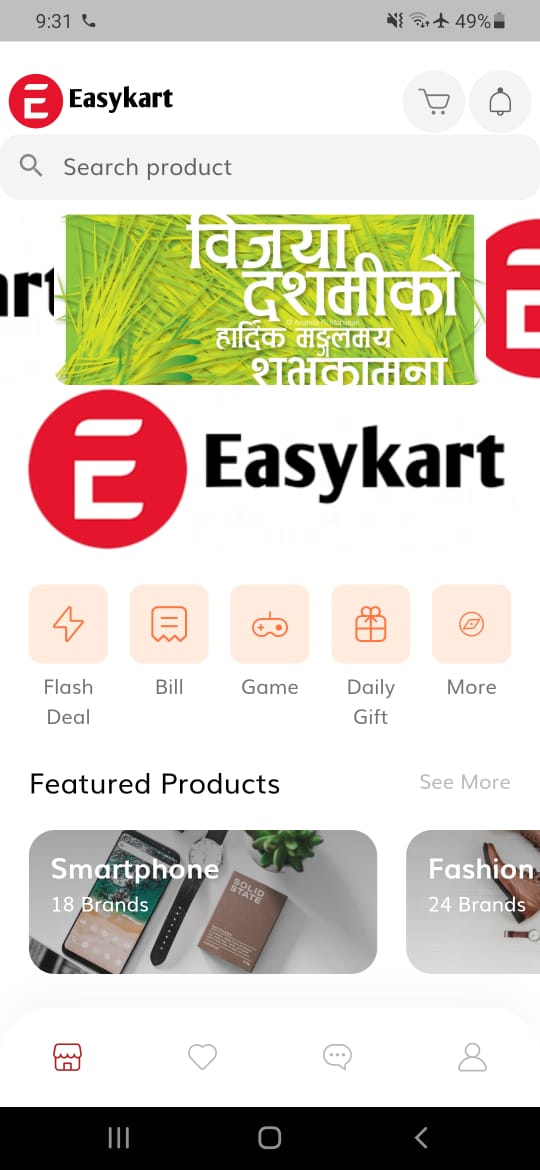 9:31
49%
Easykart
Search product
art
विजया
दशमीको
हार्दिक मङ्गलमय
शुभकामना
Easykart
Flash
Deal
Bill
Game
Daily
Gift
More
Featured Products
See More
Smartphone
18 Brands
SOLID
STATE
Fashion
24 Brands